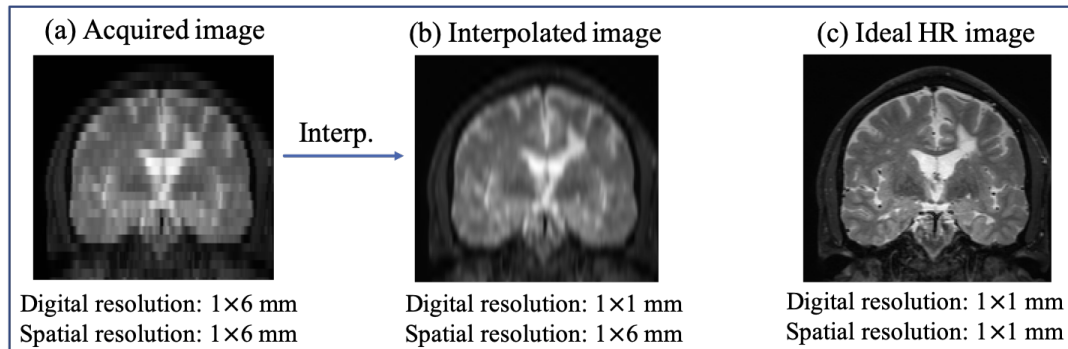 (a) Acquired image
(b) Interpolated image
(c) Ideal HR image
Interp.
Digital resolution: 1×6 mm
Spatial resolution: 1×6 mm
Digital resolution: 1×1 mm
Spatial resolution: 1×6 mm
Digital resolution: 1×1 mm
Spatial resolution: 1×1 mm